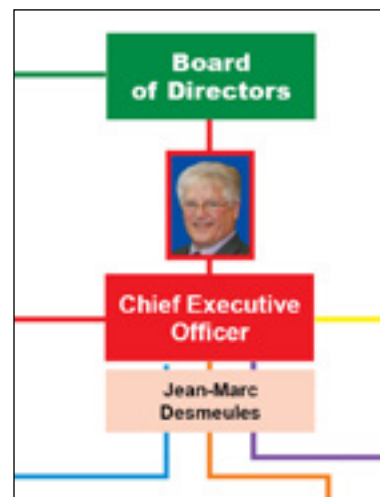 Board
of Directors
Chief Executive
Officer
Jean-Marc
Desmeules